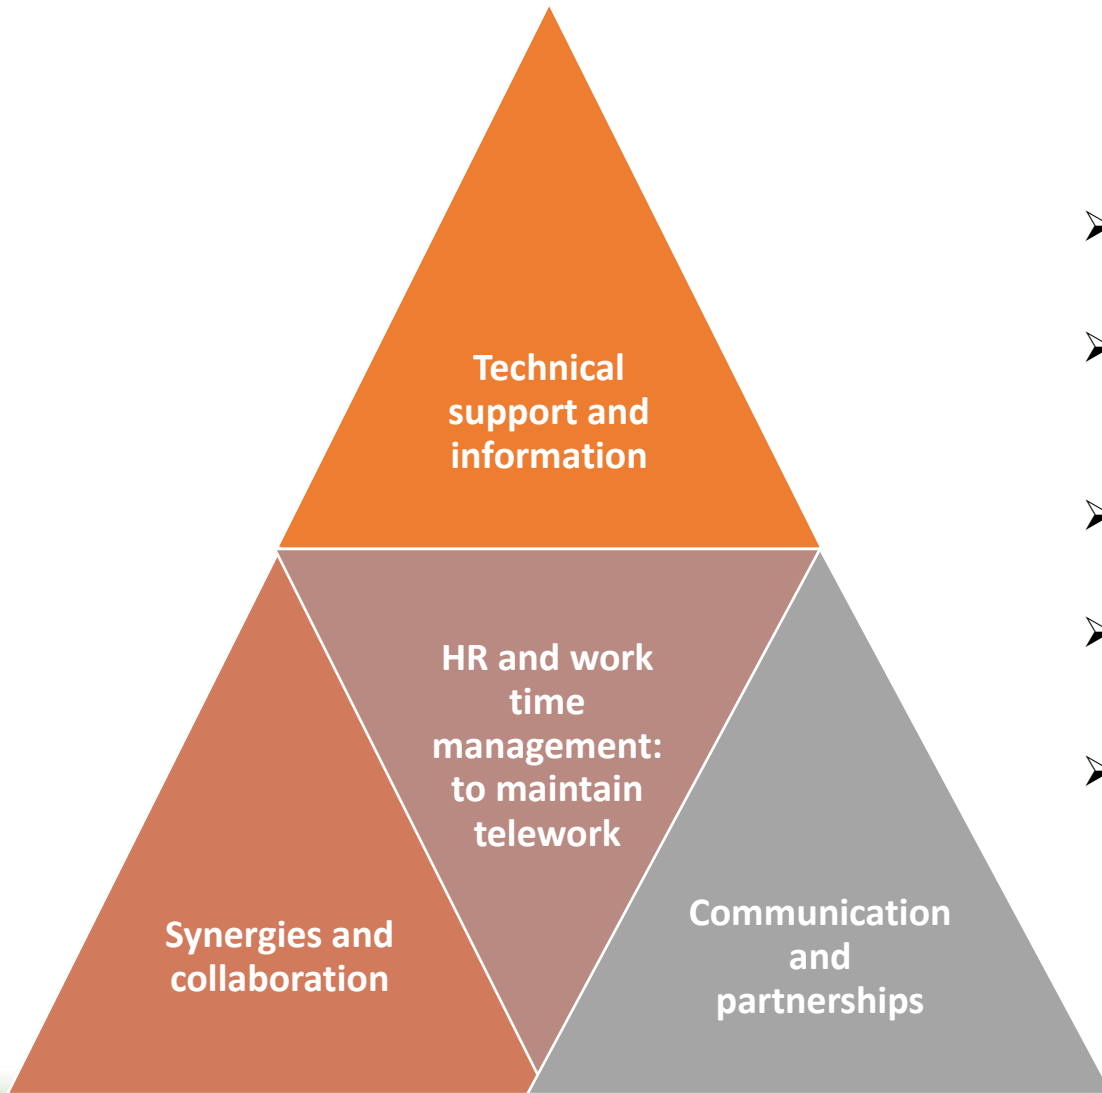 Technical
support and
information
HR and work
time
management:
to maintain
telework
Synergies and
collaboration
Communication
and
partnerships